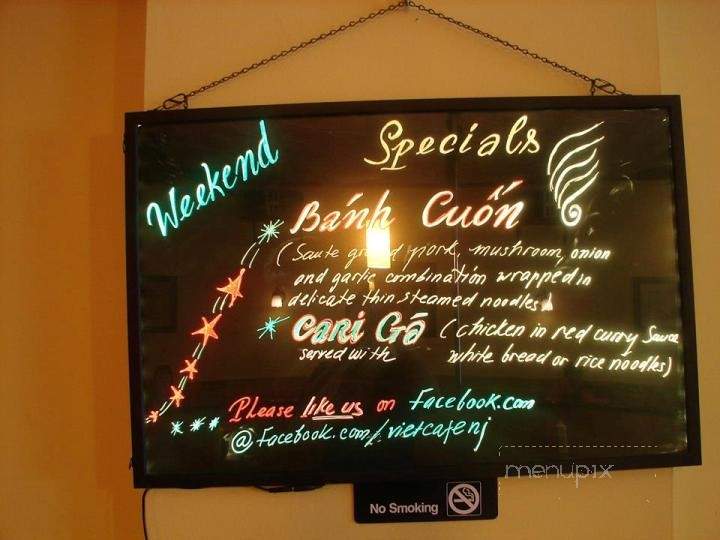 Weekend Specials
Bánh Cuốn
(Saute ground pork, mushroom, onion
and garlic combination wrapped in
delicate thin steamed noodles)
Cari Gā (chicken in red curry sauce
served with white bread or rice noodles)
Please like us on Facebook.com
@Facebook.com/vietcafenj
menupix
No Smoking